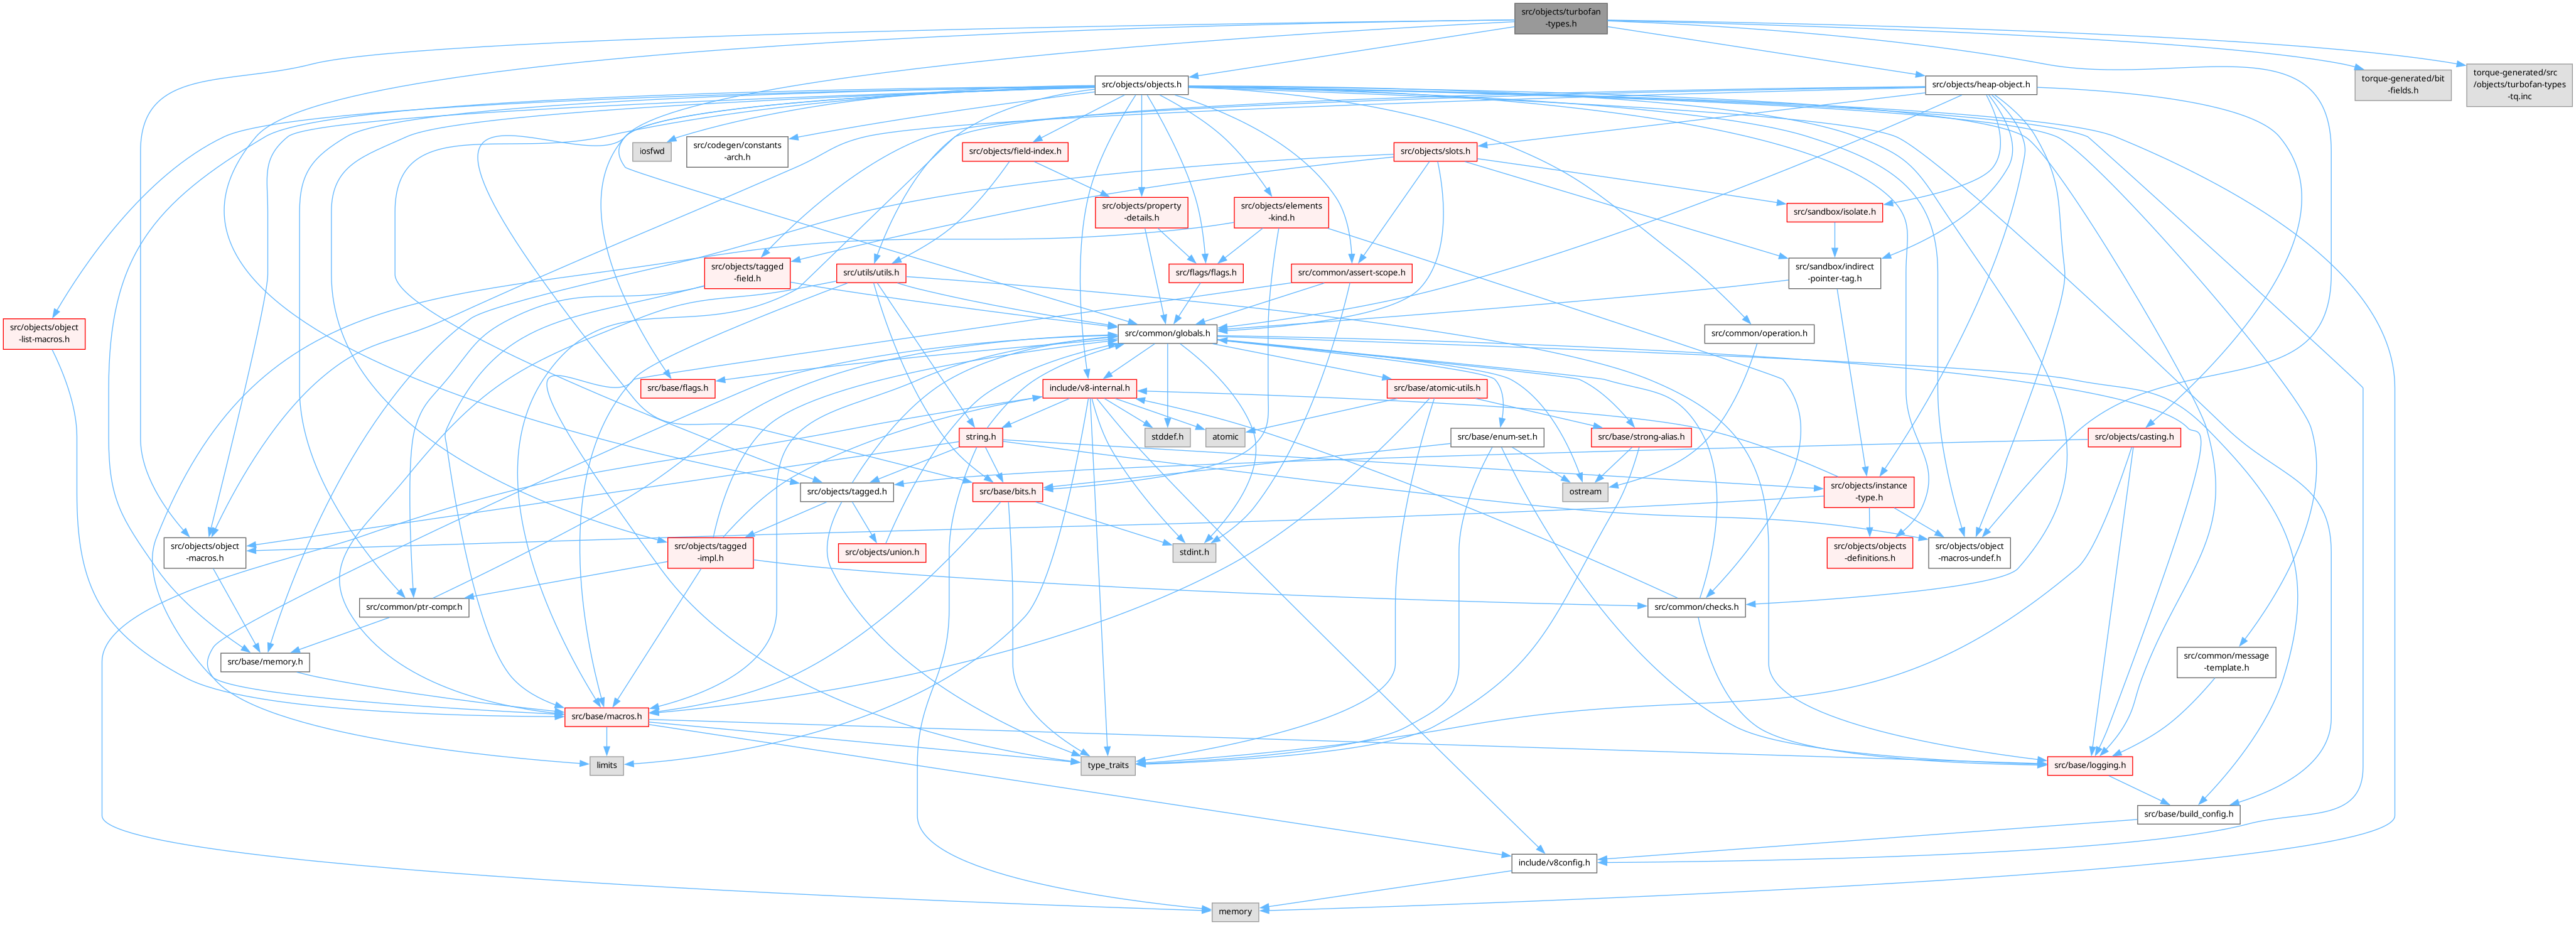 src/objects/turbofan
-types.h
src/objects/objects.h
src/objects/heap-object.h
torque-generated/bit
-fields.h
torque-generated/src
/objects/turbofan-types
-tq.inc
iosfwd
src/codegen/constants
-arch.h
src/objects/field-index.h
src/objects/slots.h
src/objects/property
-details.h
src/objects/elements
-kind.h
src/sandbox/isolate.h
src/objects/tagged
-field.h
src/utils/utils.h
src/flags/flags.h
src/common/assert-scope.h
src/sandbox/indirect
-pointer-tag.h
src/objects/object
-list-macros.h
src/common/globals.h
src/common/operation.h
src/base/flags.h
include/v8-internal.h
src/base/atomic-utils.h
string.h
stddef.h
atomic
src/base/enum-set.h
src/base/strong-alias.h
src/objects/casting.h
src/objects/tagged.h
src/base/bits.h
ostream
src/objects/instance
-type.h
src/objects/object
-macros.h
src/objects/tagged
-impl.h
src/objects/union.h
stdint.h
src/objects/objects
-definitions.h
src/objects/object
-macros-undef.h
src/common/ptr-compr.h
src/common/checks.h
src/base/memory.h
src/common/message
-template.h
src/base/macros.h
limits
type_traits
src/base/logging.h
src/base/build_config.h
include/v8config.h
memory